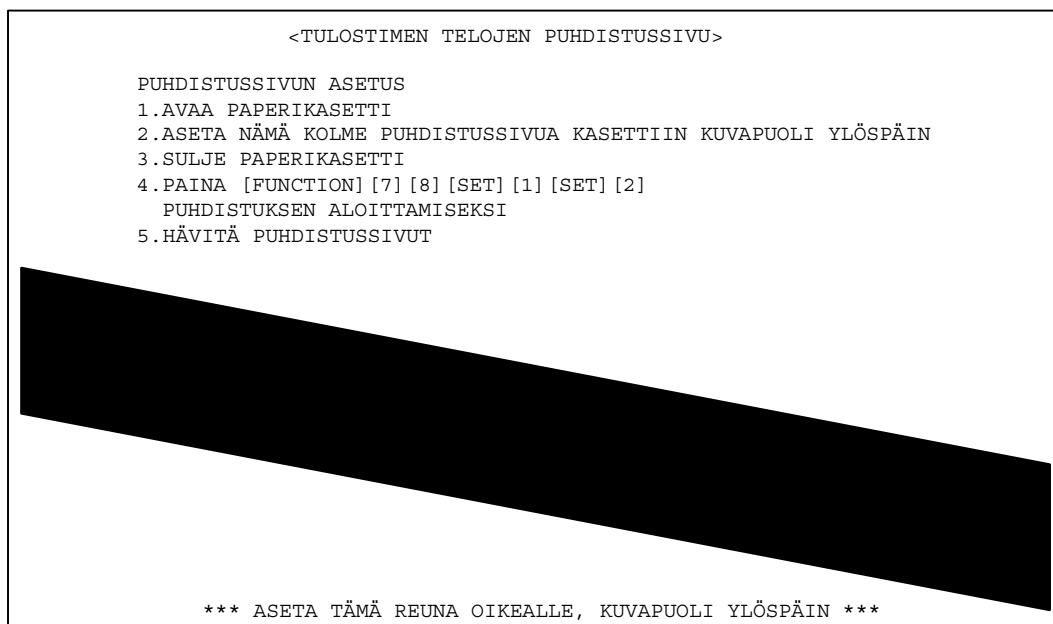 <TULOSTIMEN TELOJEN PUHDISTUSSIVU>
PUHDISTUSSIVUN ASETUS
1.AVAA PAPERIKASETTI
2.ASETA NÄMÄ KOLME PUHDISTUSSIVUA KASETTIIN KUVAPUOLI YLÖSPÄIN
3.SULJE PAPERIKASETTI
4.PAINA [FUNCTION][7][8][SET][1][SET][2]
PUHDISTUKSEN ALOITTAMISEKSI
5.HÄVITÄ PUHDISTUSSIVUT
*** ASETA TÄMÄ REUNA OIKEALLE, KUVAPUOLI YLÖSPÄIN ***